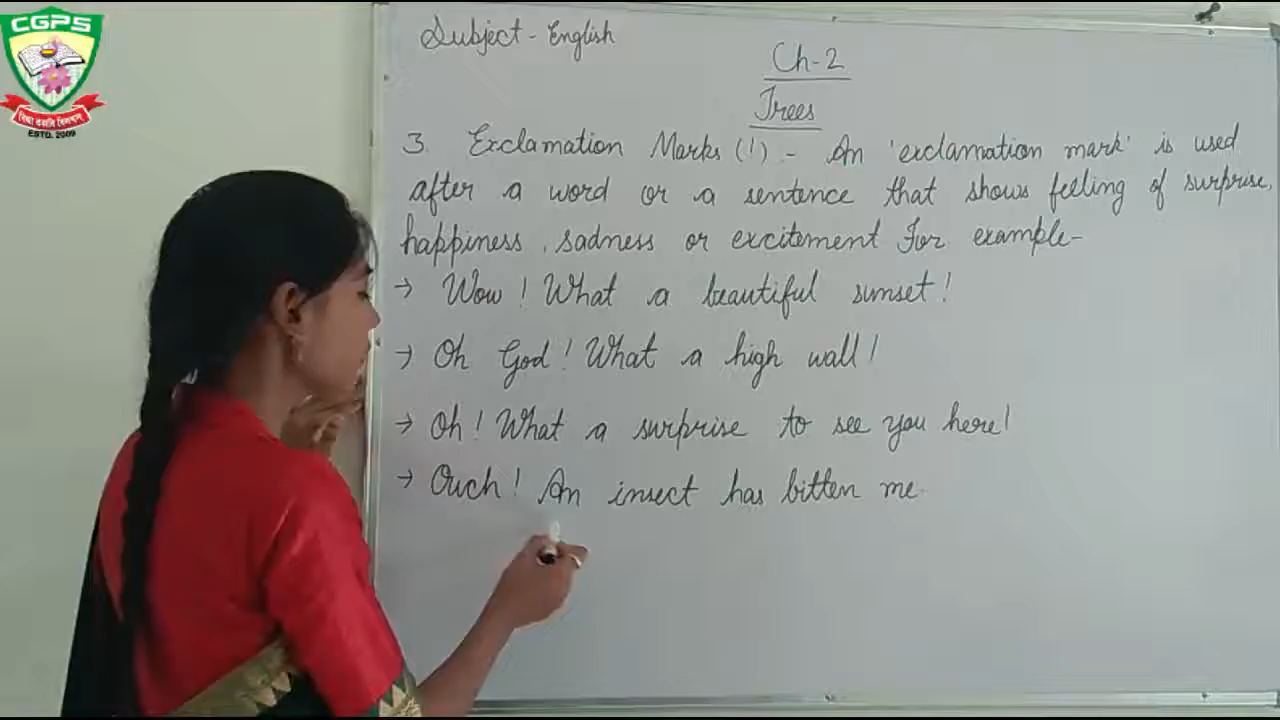 CGPS
বিদ্যা ভৱতি বিনয়ম্
ESTD. 2009
Subject - English
Ch-2
Trees
3. Exclamation Marks (!) - An 'exclamation mark' is used
after a word or a sentence that shows feeling of surprise,
happiness, sadness or excitement For example-
→ Wow! What a beautiful sunset!
→ Oh God! What a high wall!
→ Oh! What a surprise to see you here!
→ Ouch! An insect has bitten me.